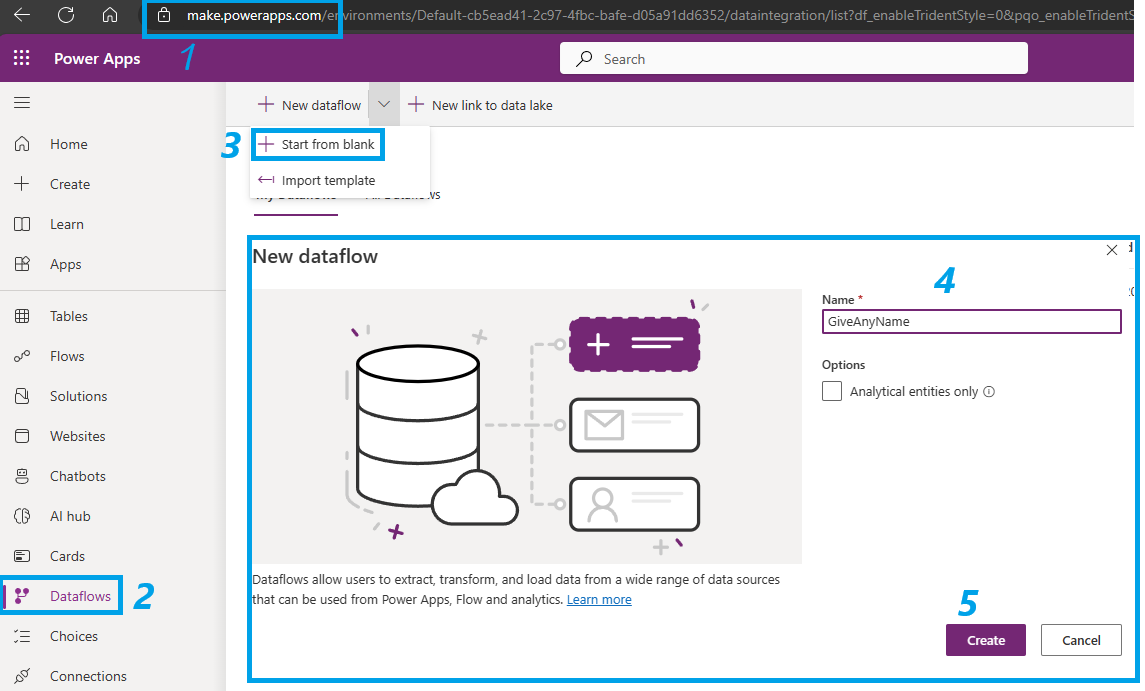 make.powerapps.com/environments/Default-cb5ead41-2c97-4fbc-bafe-d05a91dd6352/dataintegration/list?df_enableTridentStyle=0&pqo_enableTridentS
1
Power Apps
Search
New dataflow
New link to data lake
3
Start from blank
Import template
My Dataflows
All Dataflows
Home
Create
Learn
Apps
Tables
Flows
Solutions
Websites
Chatbots
AI hub
Cards
Dataflows
2
Choices
Connections
New dataflow
4
Name *
GiveAnyName
Options
Analytical entities only
Dataflows allow users to extract, transform, and load data from a wide range of data sources
that can be used from Power Apps, Flow and analytics. Learn more
5
Create
Cancel